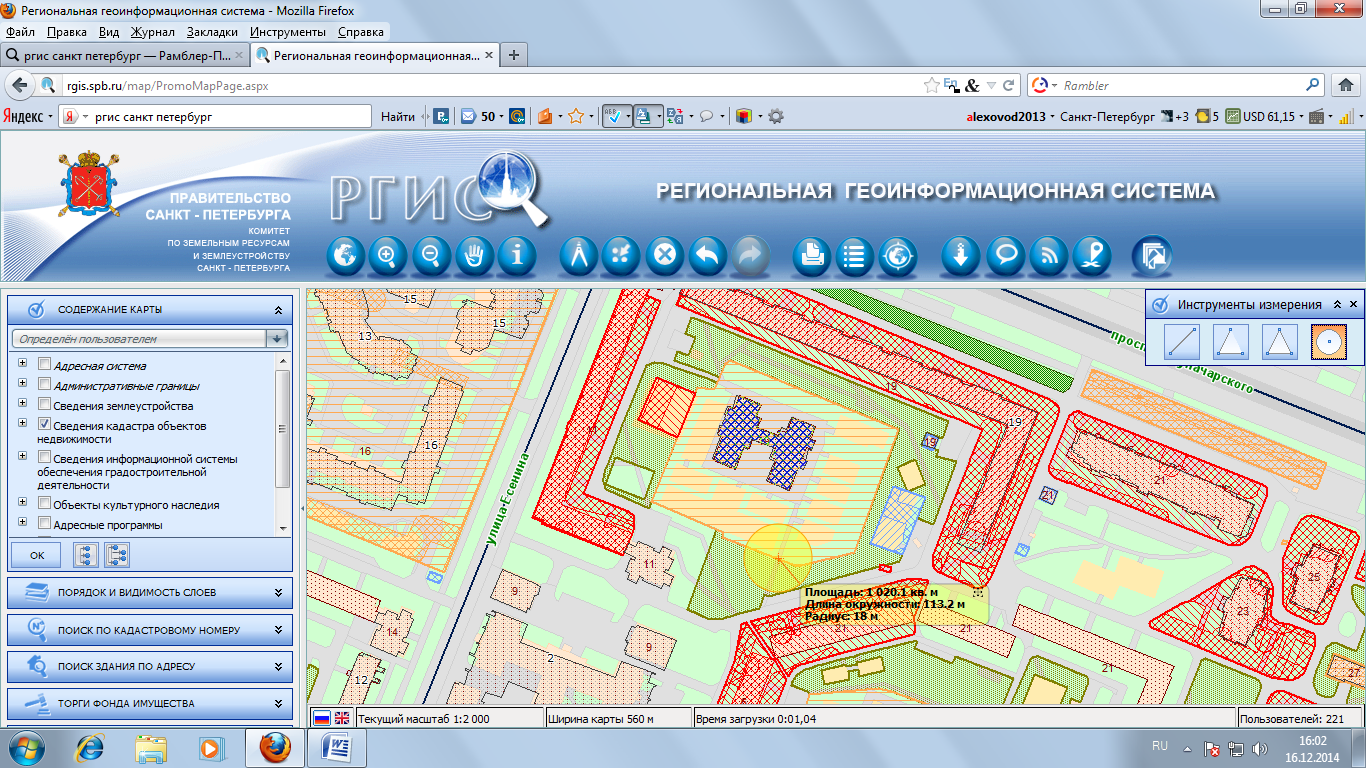 Региональная геоинформационная система - Mozilla Firefox
Файл Правка Вид Журнал Закладки Инструменты Справка
ргис санкт петербург — Рамблер-П...
Региональная геоинформационная...
rgis.spb.ru/map/PromoMapPage.aspx
Rambler
Яндекс
Я
ргис санкт петербург
Найти
50
alexovod2013
Санкт-Петербург
+3
5
USD 61,15
ПРАВИТЕЛЬСТВО
САНКТ - ПЕТЕРБУРГА
КОМИТЕТ
ПО ЗЕМЕЛЬНЫМ РЕСУРСАМ
И ЗЕМЛЕУСТРОЙСТВУ
САНКТ - ПЕТЕРБУРГА
РГИС
РЕГИОНАЛЬНАЯ ГЕОИНФОРМАЦИОННАЯ СИСТЕМА
СОДЕРЖАНИЕ КАРТЫ
Определён пользователем
Адресная система
Административные границы
Сведения землеустройства
Сведения кадастра объектов
недвижимости
Сведения информационной системы
обеспечения градостроительной
деятельности
Объекты культурного наследия
Адресные программы
ОК
ПОРЯДОК И ВИДИМОСТЬ СЛОЕВ
ПОИСК ПО КАДАСТРОВОМУ НОМЕРУ
ПОИСК ЗДАНИЯ ПО АДРЕСУ
ТОРГИ ФОНДА ИМУЩЕСТВА
Инструменты измерения
15
15
13
16
16
улица Есенина
19
19
19
21
21
11
9
14
2
9
12
21
21
21
25
25
27
Площадь: 1 020.1 кв. м
Длина окружности: 113.2 м
Радиус: 18 м
Текущий масштаб 1:2 000
Ширина карты 560 м
Время загрузки 0:01,04
Пользователей: 221
RU
16:02
16.12.2014